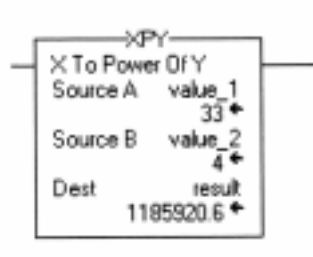 XPY
X To Power Of Y
Source A value_1
33
Source B value_2
4
Dest result
1185920.6